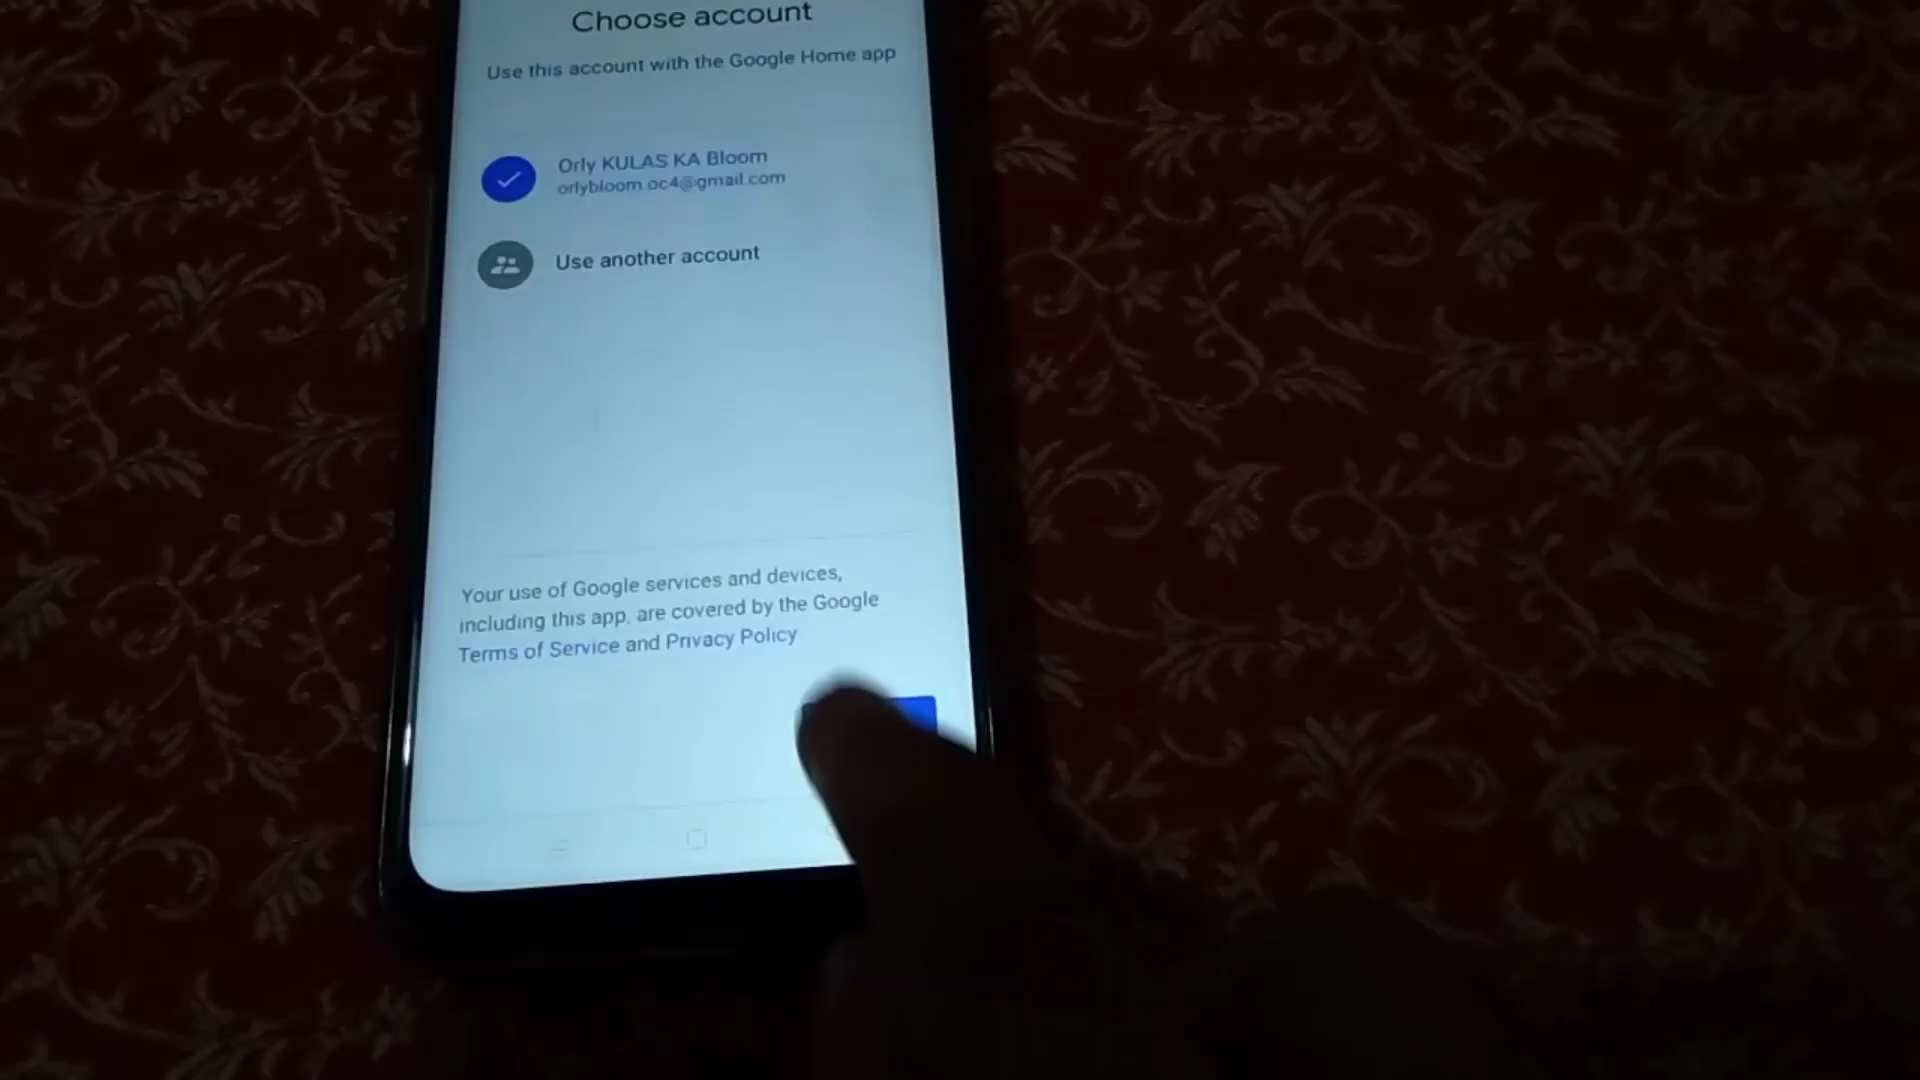 Choose account
Use this account with the Google Home app
Orly KULAS KA Bloom
orlybloom.oc4@gmail.com
Use another account
Your use of Google services and devices,
including this app, are covered by the Google
Terms of Service and Privacy Policy